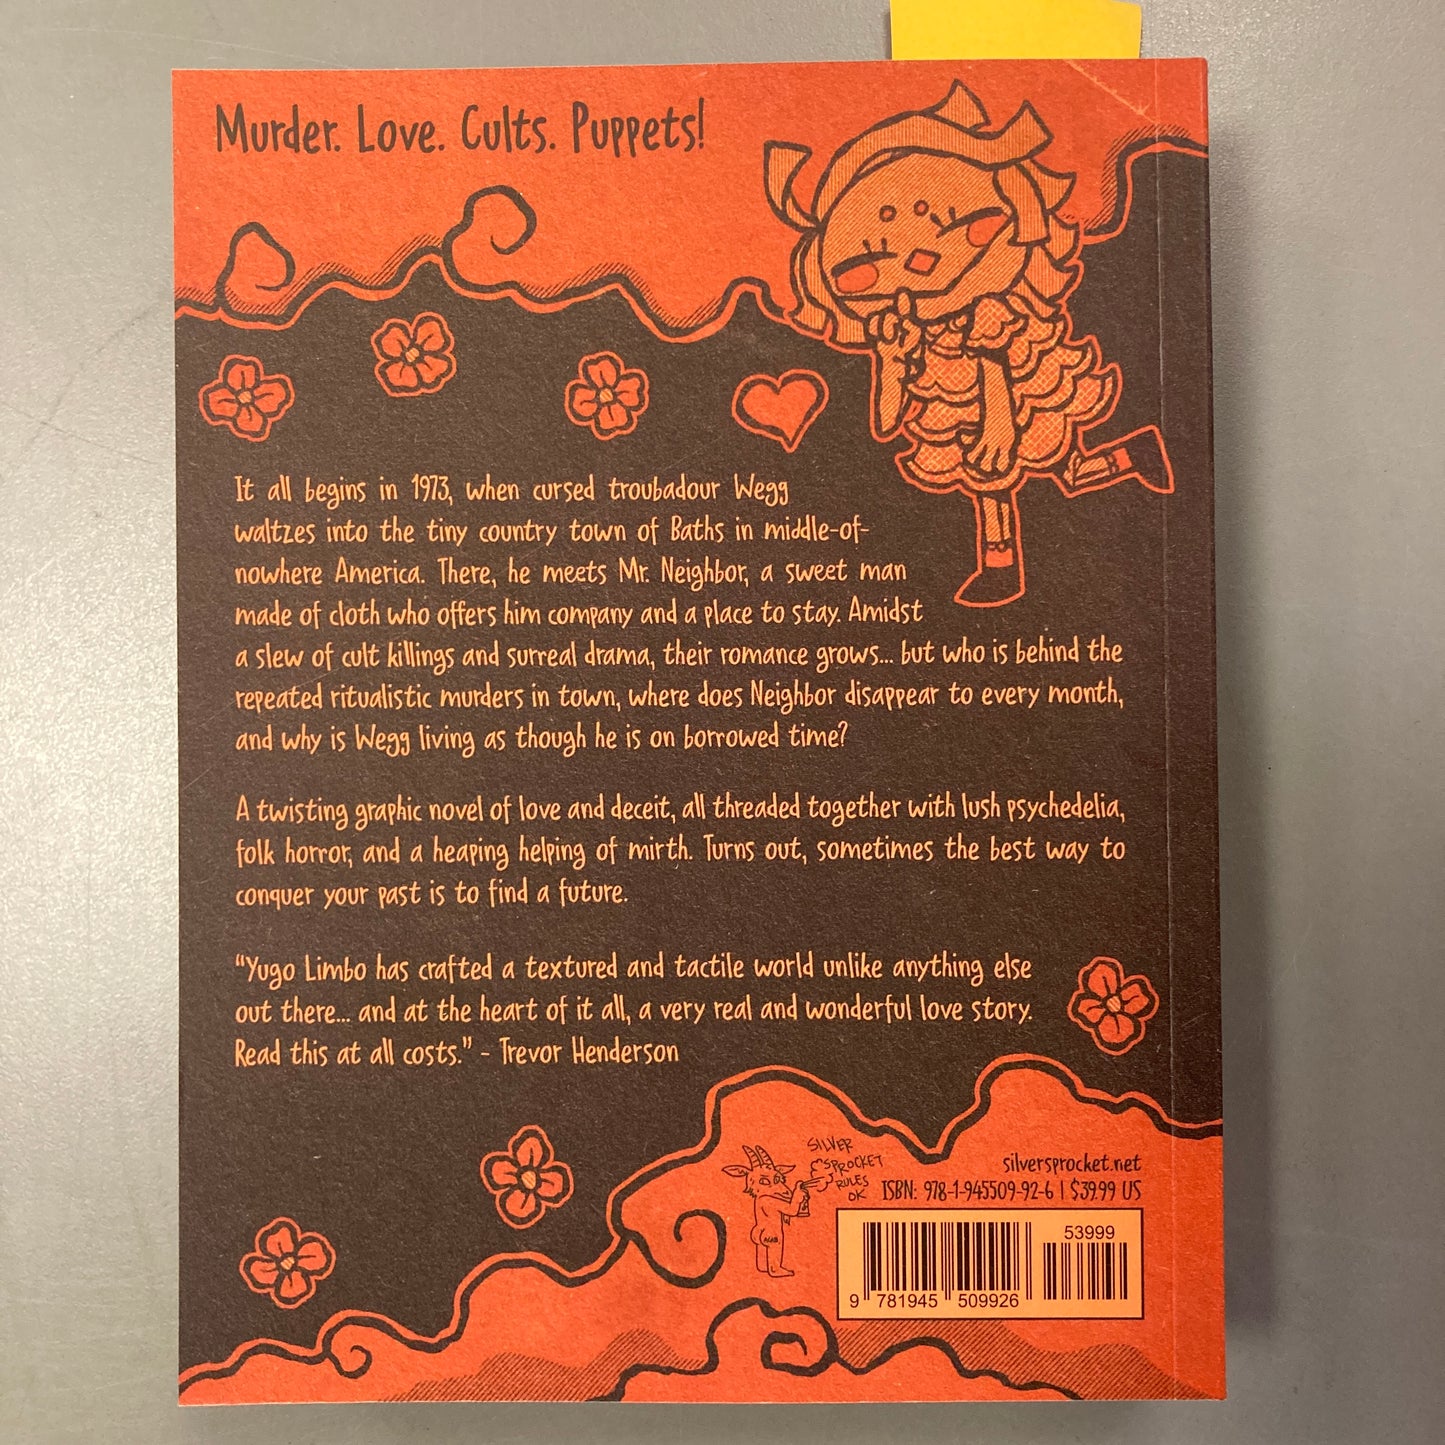 Murder. Love. Cults. Puppets!
It all begins in 1973, when cursed troubadour Wegg
waltzes into the tiny country town of Baths in middle-of-
nowhere America. There, he meets Mr. Neighbor, a sweet man
made of cloth who offers him company and a place to stay. Amidst
a slew of cult killings and surreal drama, their romance grows... but who is behind the
repeated ritualistic murders in town, where does Neighbor disappear to every month,
and why is Wegg living as though he is on borrowed time?
A twisting graphic novel of love and deceit, all threaded together with lush psychedelia,
folk horror, and a heaping helping of mirth. Turns out, sometimes the best way to
conquer your past is to find a future.
“Yugo Limbo has crafted a textured and tactile world unlike anything else
out there... and at the heart of it all, a very real and wonderful love story.
Read this at all costs.” - Trevor Henderson
SILVER
SPROCKET
RULES
OK
ACAB
silversprocket.net
ISBN: 978-1-945509-92-6 | $39.99 US
53999
9 781945 509926